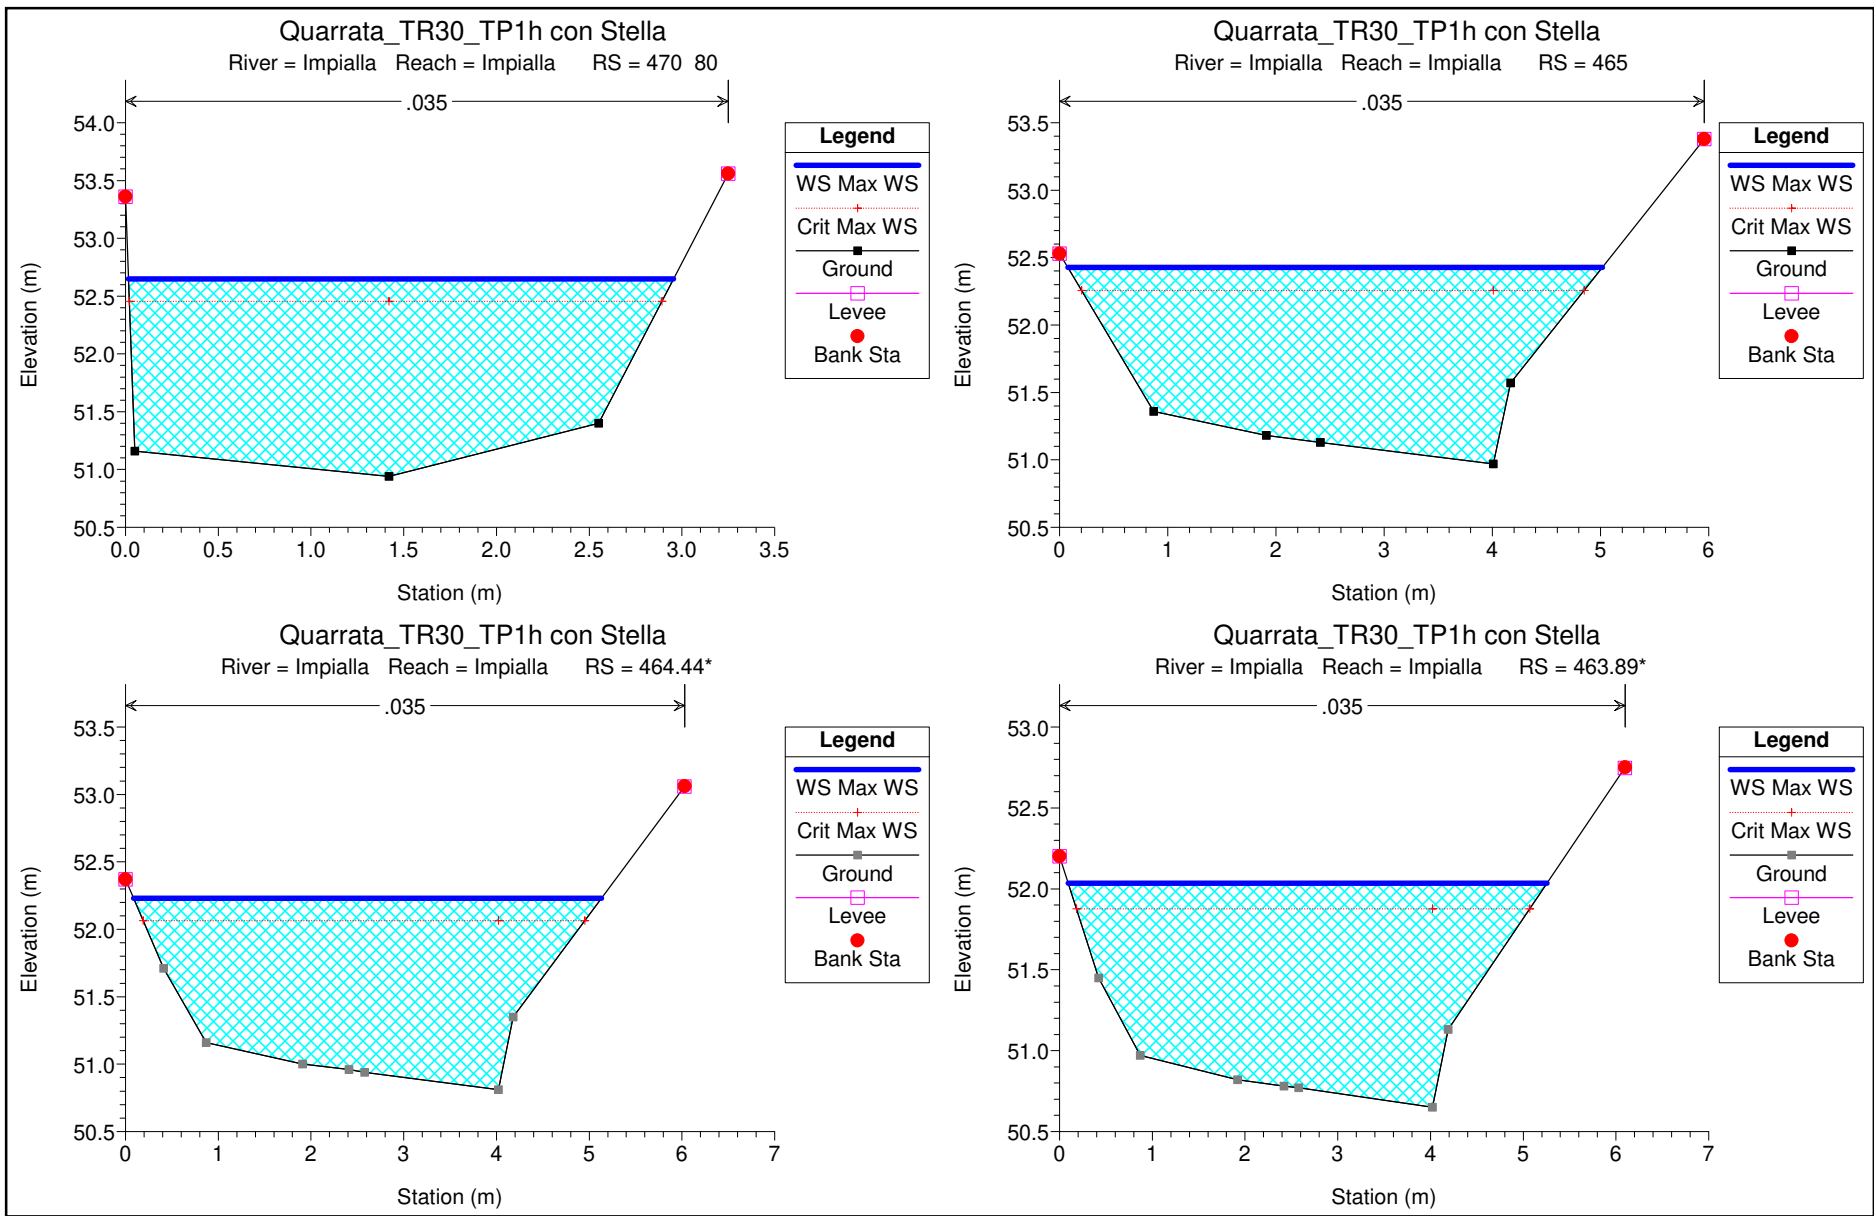 Quarrata_TR30_TP1h con Stella
River = Impialla Reach = Impialla RS = 470 80
.035
54.0
53.5
53.0
52.5
52.0
51.5
51.0
50.5
0.0 0.5 1.0 1.5 2.0 2.5 3.0 3.5
Elevation (m)
Station (m)
Legend
WS Max WS
Crit Max WS
Ground
Levee
Bank Sta
Quarrata_TR30_TP1h con Stella
River = Impialla Reach = Impialla RS = 465
.035
53.5
53.0
52.5
52.0
51.5
51.0
50.5
0 1 2 3 4 5 6
Elevation (m)
Station (m)
Legend
WS Max WS
Crit Max WS
Ground
Levee
Bank Sta
Quarrata_TR30_TP1h con Stella
River = Impialla Reach = Impialla RS = 464.44*
.035
53.5
53.0
52.5
52.0
51.5
51.0
50.5
0 1 2 3 4 5 6 7
Elevation (m)
Station (m)
Legend
WS Max WS
Crit Max WS
Ground
Levee
Bank Sta
Quarrata_TR30_TP1h con Stella
River = Impialla Reach = Impialla RS = 463.89*
.035
53.0
52.5
52.0
51.5
51.0
50.5
0 1 2 3 4 5 6 7
Elevation (m)
Station (m)
Legend
WS Max WS
Crit Max WS
Ground
Levee
Bank Sta